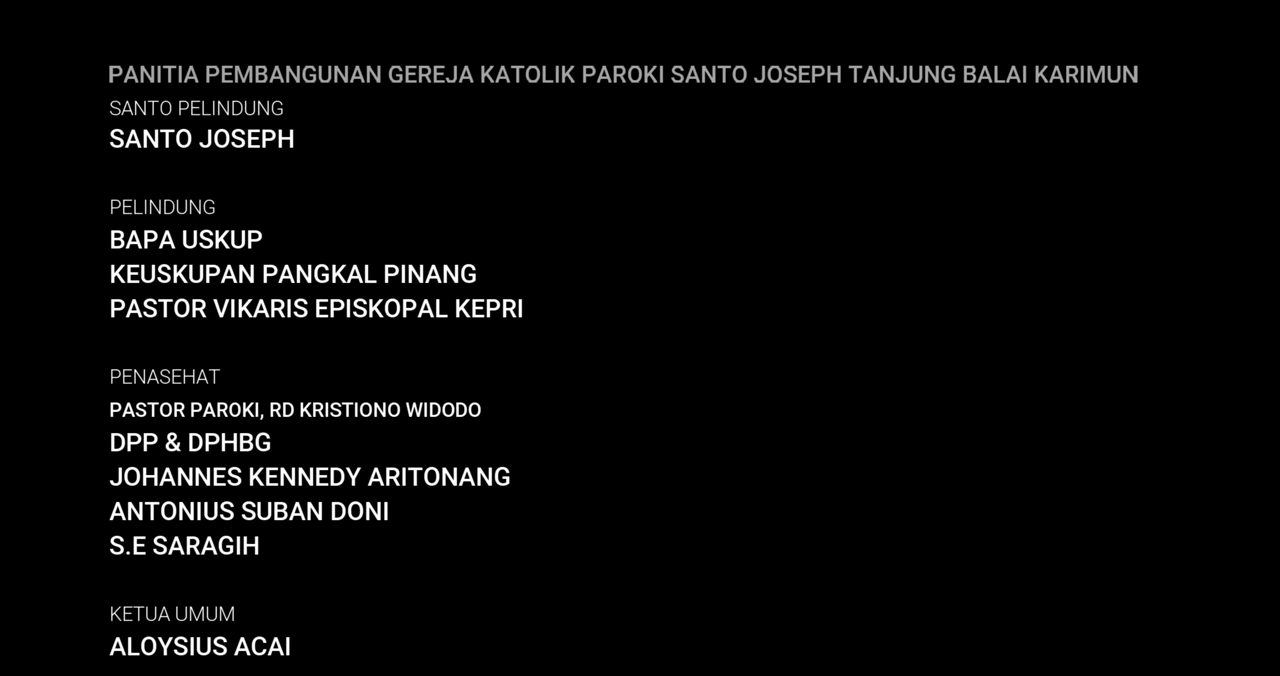 PANITIA PEMBANGUNAN GEREJA KATOLIK PAROKI SANTO JOSEPH TANJUNG BALAI KARIMUN
SANTO PELINDUNG
SANTO JOSEPH
PELINDUNG
BAPA USKUP
KEUSKUPAN PANGKAL PINANG
PASTOR VIKARIS EPISKOPAL KEPRI
PENASEHAT
PASTOR PAROKI, RD KRISTIONO WIDODO
DPP & DPHBG
JOHANNES KENNEDY ARITONANG
ANTONIUS SUBAN DONI
S.E SARAGIH
KETUA UMUM
ALOYSIUS ACAI